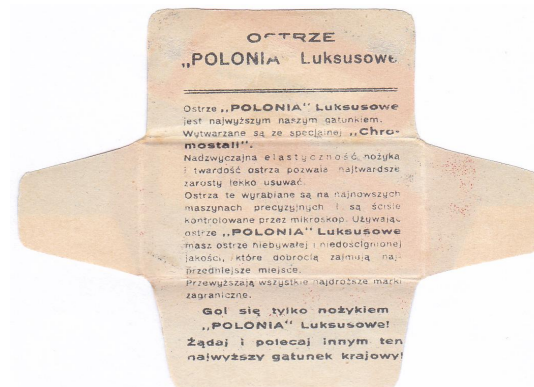 OSTRZE
„POLONIA" Luksusowe
Ostrze „POLONIA" Luksusowe
jest najwyższym naszym gatunkiem.
Wytwarzane są ze specjalnej „Chro-
mostali".
Nadzwyczajna elastyczność nożyka
i twardość ostrza pozwala najtwardsze
zarosty lekko usuwać.
Ostrza te wyrabiane są na najnowszych
maszynach precyzyjnych i są ściśle
kontrolowane przez mikroskop. Używając
ostrze „POLONIA" Luksusowe
masz ostrze niebywałej i niedoścignionej
jakości, które dobrocią zajmują naj-
przedniejsze miejsce.
Przewyższają wszystkie najdroższe marki
zagraniczne.
Gol się tylko nożykiem
„POLONIA" Luksusowe!
Żądaj i polecaj innym ten
najwyższy gatunek krajowy!